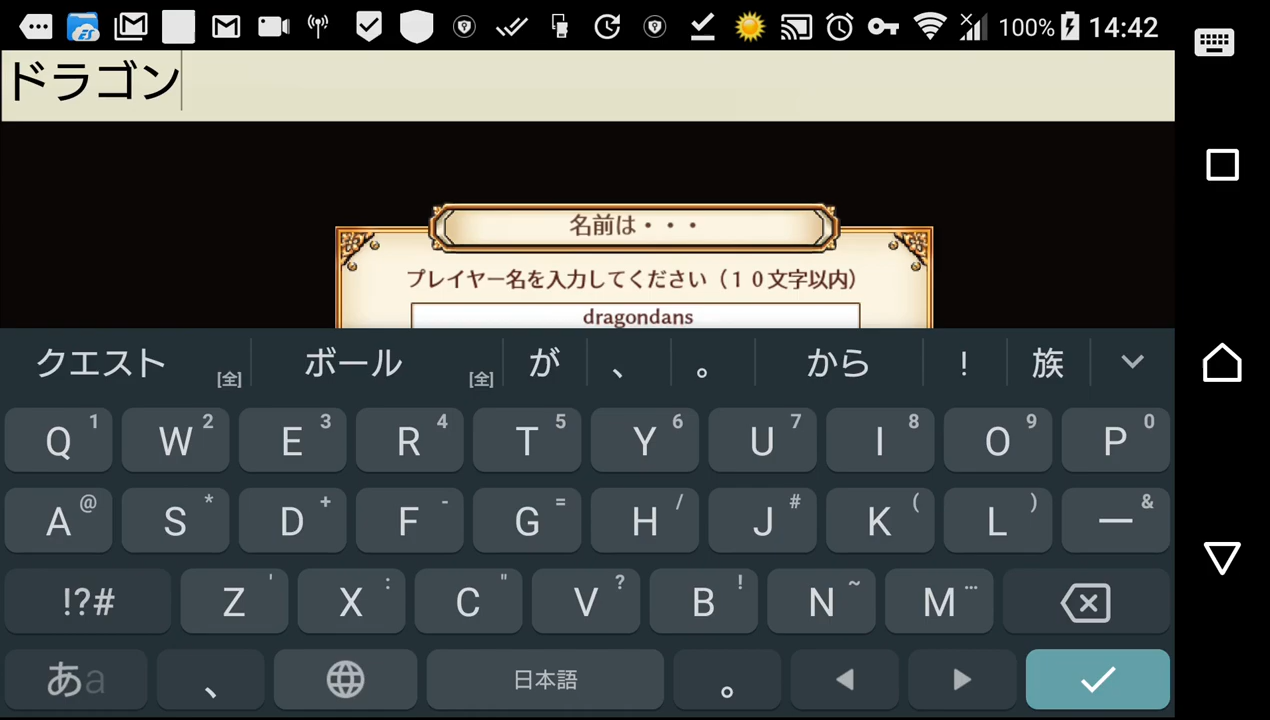 100% 14:42
ドラゴン
名前は・・・
プレイヤー名を入力してください（１０文字以内）
dragondans
クエスト [全] ボール [全] が 、 。 から ! 族
Q 1 W 2 E 3 R 4 T 5 Y 6 U 7 I 8 O 9 P 0
A @ S * D + F - G = H / J # K ( L ) ー &
!?# Z ' X : C " V ? B ! N ~ M …
あa 、 日本語 。